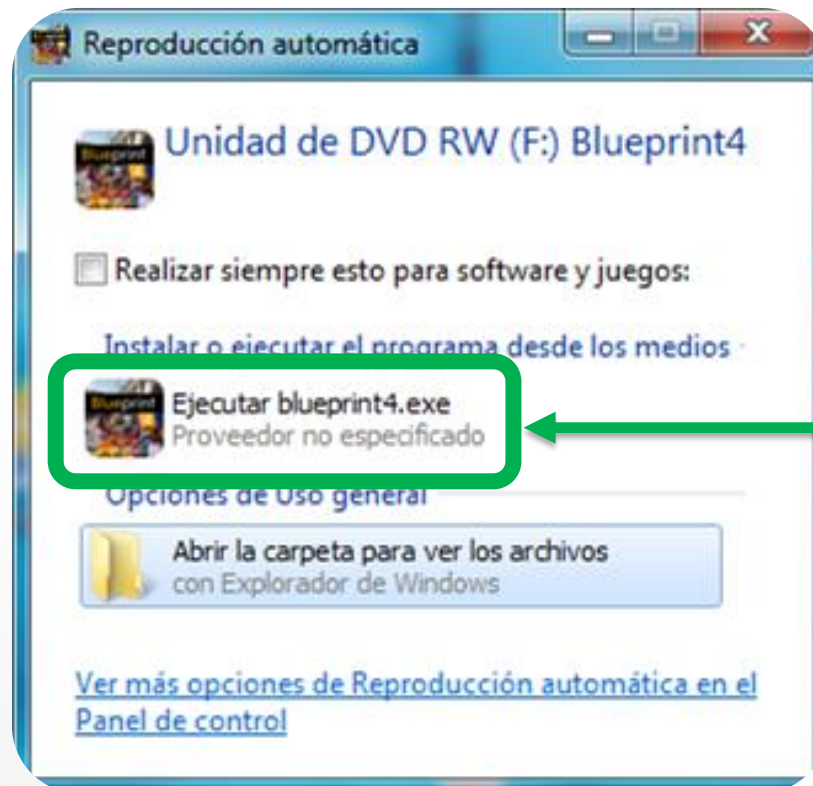 Reproducción automática
Unidad de DVD RW (F:) Blueprint4
Realizar siempre esto para software y juegos:
Instalar o ejecutar el programa desde los medios
Blueprint
Ejecutar blueprint4.exe
Proveedor no especificado
Opciones de Uso general
Abrir la carpeta para ver los archivos
con Explorador de Windows
Ver más opciones de Reproducción automática en el
Panel de control